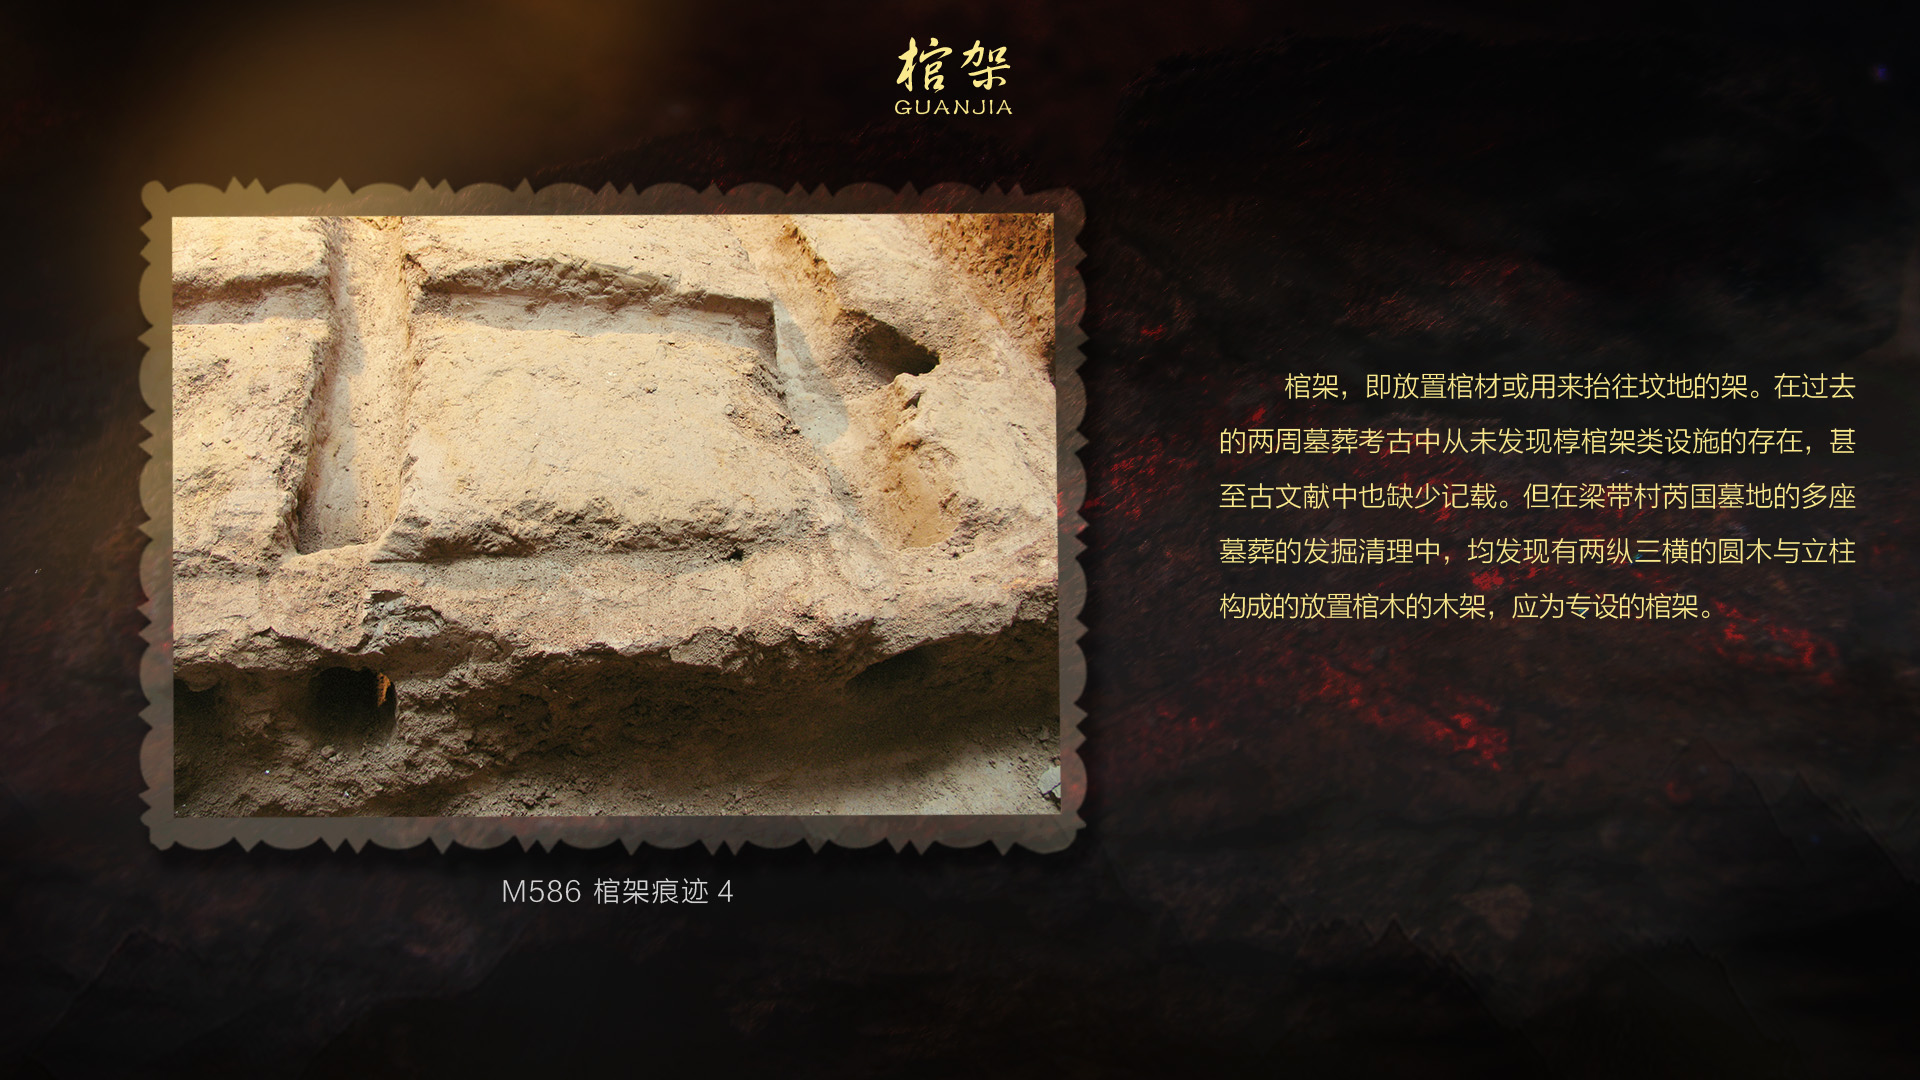 棺架
GUANJIA
棺架，即放置棺材或用来抬往坟地的架。在过去
的两周墓葬考古中从未发现椁棺架类设施的存在，甚
至古文献中也缺少记载。但在梁带村芮国墓地的多座
墓葬的发掘清理中，均发现有两纵三横的圆木与立柱
构成的放置棺木的木架，应为专设的棺架。
M586 棺架痕迹 4